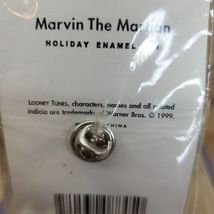 Marvin The Martian
HOLIDAY ENAMEL PIN
LOONEY TUNES, characters, names and all related
indicia are trademarks of Warner Bros. © 1999.
CHINA